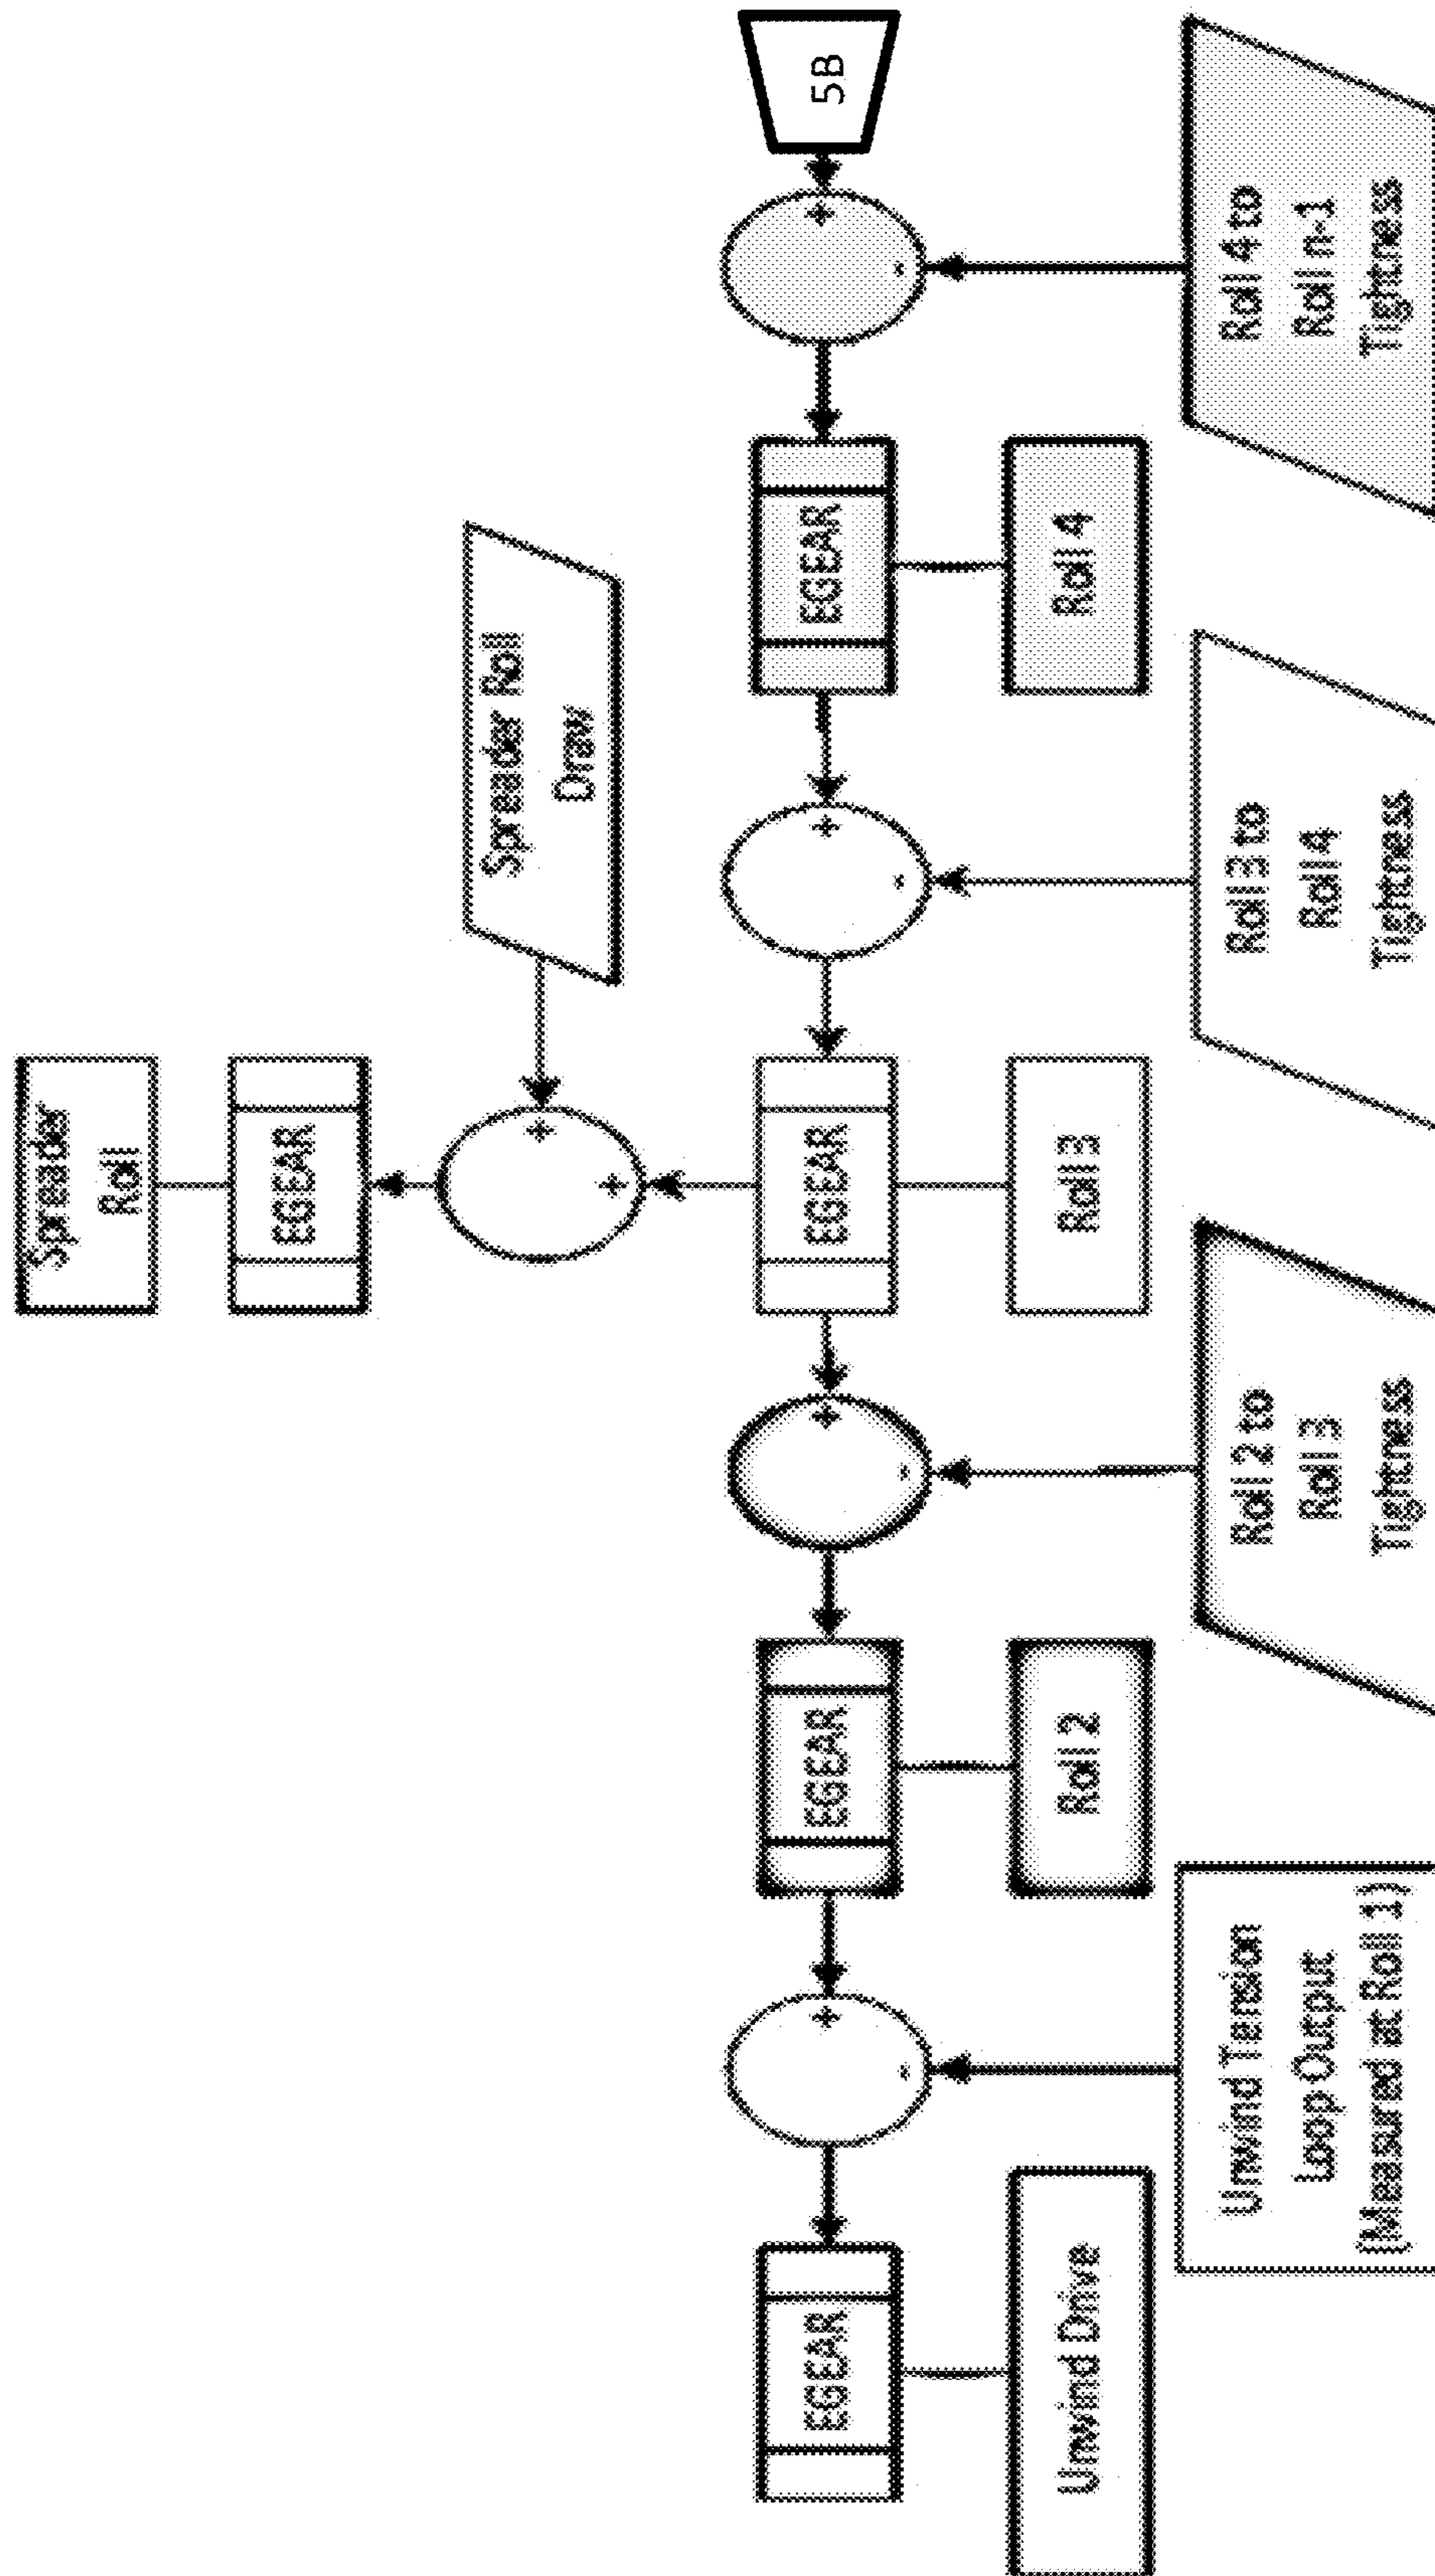 Spreader
Roll
EGEAR
Spreader Roll
Draw
+
+
EGEAR
+
-
EGEAR
+
-
EGEAR
+
-
EGEAR
+
-
5B
Unwind Drive
Roll 2
Roll 3
Roll 4
Unwind Tension
Loop Output
(Measured at Roll 1)
Roll 2 to
Roll 3
Tightness
Roll 3 to
Roll 4
Tightness
Roll 4 to
Roll n-1
Tightness